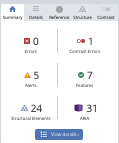 Summary Details Reference Structure Contrast
0 1
Errors Contrast Errors
5 7
Alerts Features
24 31
Structural Elements ARIA
View details ›